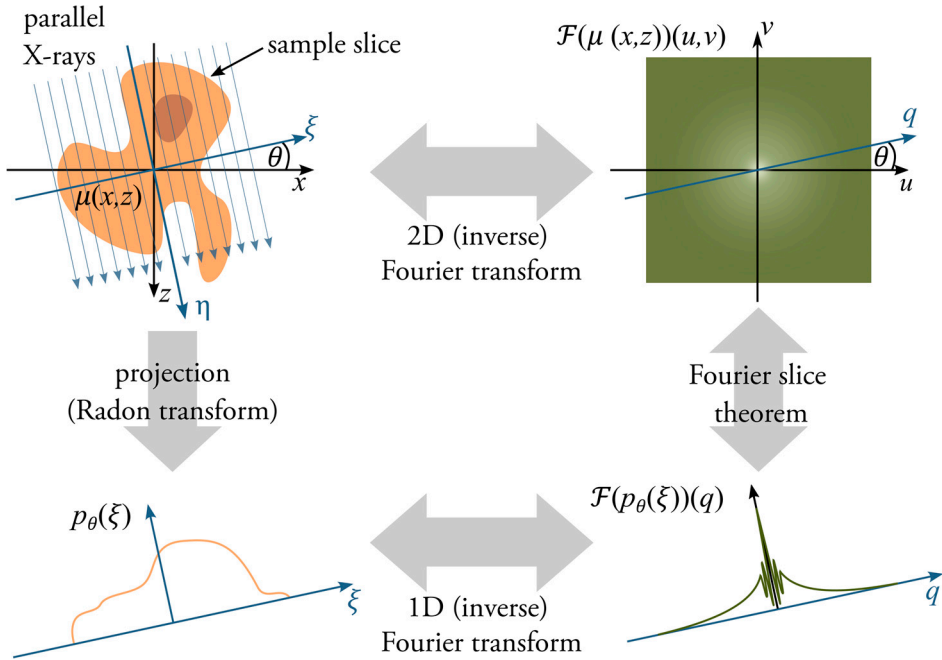 parallel
X-rays
sample slice
ξ
θ
x
μ(x,z)
z
η
2D (inverse)
Fourier transform
ℱ(μ (x,z))(u,v)
v
q
θ
u
projection
(Radon transform)
Fourier slice
theorem
p_θ(ξ)
ξ
1D (inverse)
Fourier transform
ℱ(p_θ(ξ))(q)
q